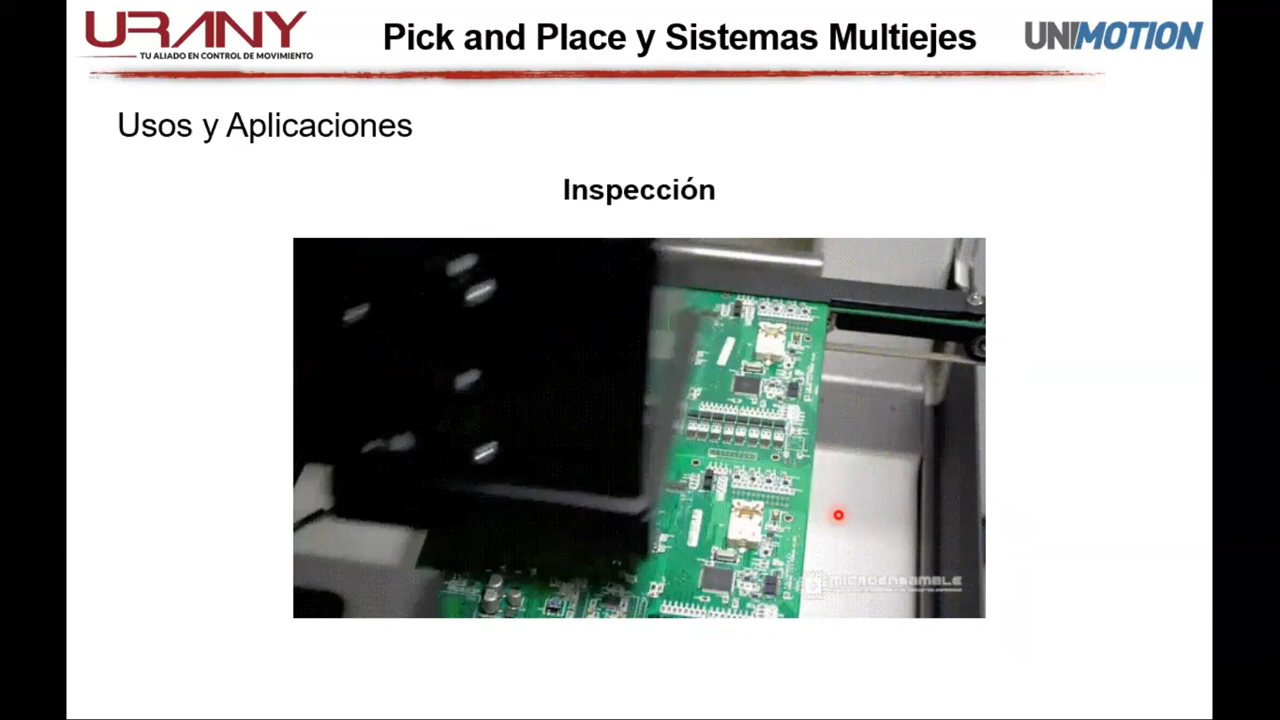 URANY
TU ALIADO EN CONTROL DE MOVIMIENTO
Pick and Place y Sistemas Multiejes
UNIMOTION
Usos y Aplicaciones
Inspección
MICROENSAMBLE